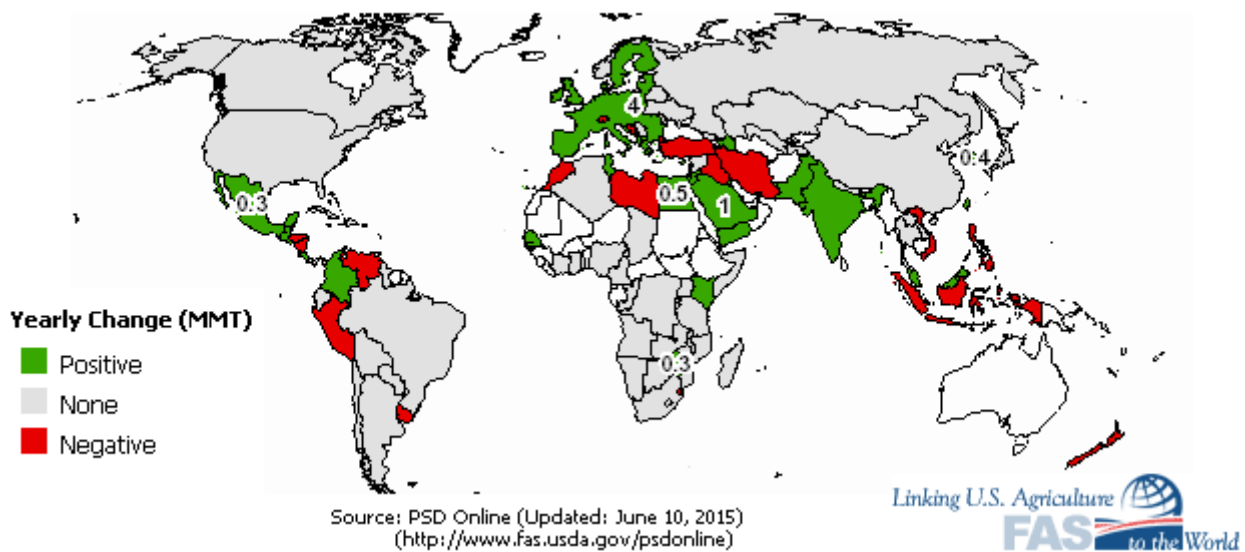 4
0.4
0.3
0.5
1
0.3
Yearly Change (MMT)
Positive
None
Negative
Source: PSD Online (Updated: June 10, 2015)
(http://www.fas.usda.gov/psdonline)
Linking U.S. Agriculture
FAS to the World